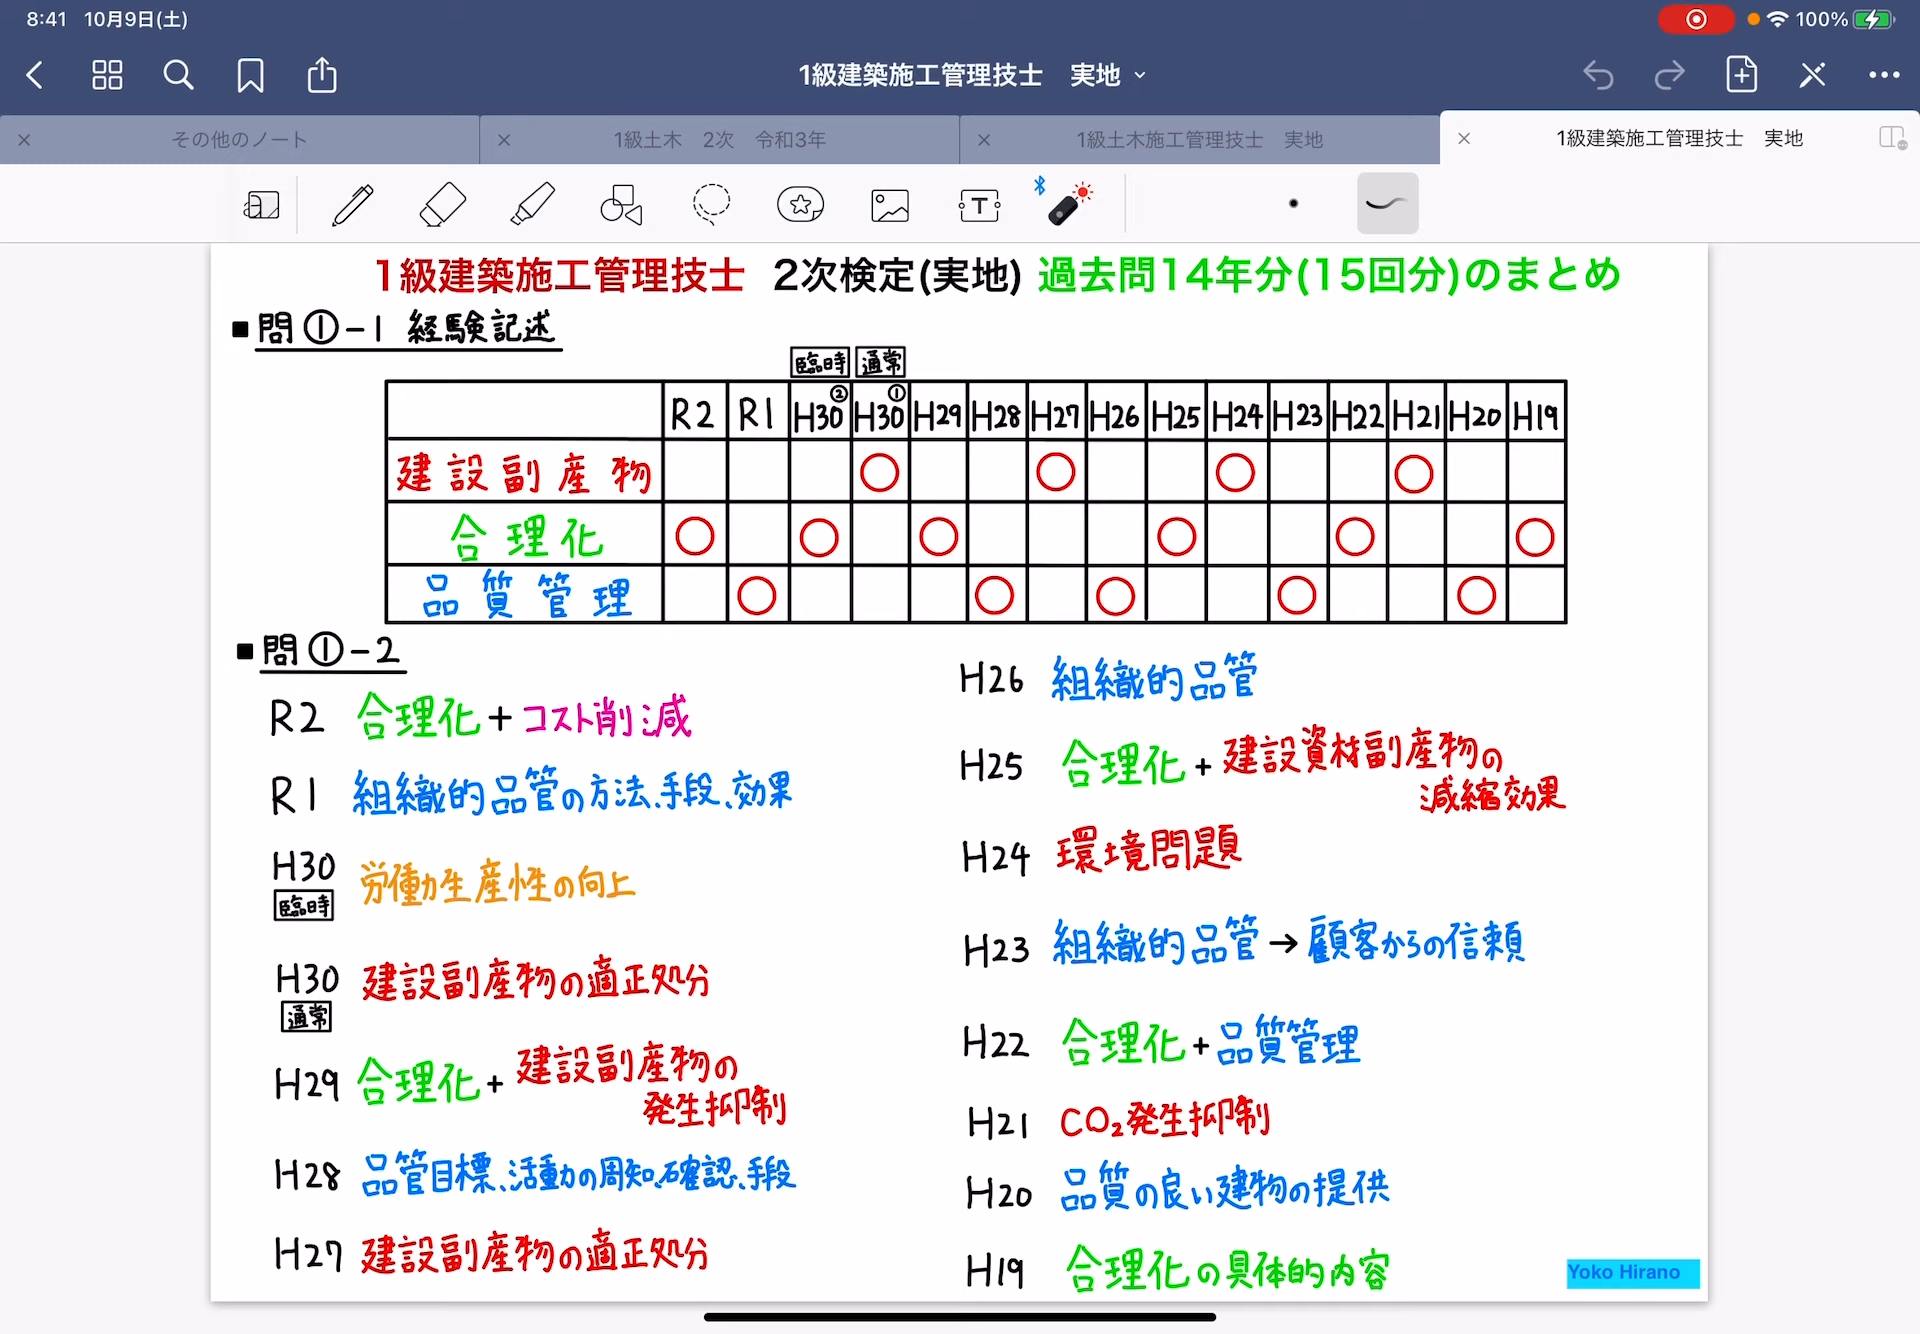 8:41 10月9日(土)
100%
1級建築施工管理技士 実地
その他のノート
1級土木 2次 令和3年
1級土木施工管理技士 実地
1級建築施工管理技士 実地
1級建築施工管理技士 2次検定(実地) 過去問14年分(15回分)のまとめ
■問①-1 経験記述
臨時 通常
R2 R1 H30② H30① H29 H28 H27 H26 H25 H24 H23 H22 H21 H20 H19
建設副産物 ○ ○ ○ ○
合理化 ○ ○ ○ ○ ○ ○
品質管理 ○ ○ ○ ○ ○
■問①-2
R2 合理化+コスト削減
R1 組織的品管の方法、手段、効果
H30 労働生産性の向上
臨時
H30 建設副産物の適正処分
通常
H29 合理化+建設副産物の
発生抑制
H28 品管目標、活動の周知、確認、手段
H27 建設副産物の適正処分
H26 組織的品管
H25 合理化+建設資材副産物の
減縮効果
H24 環境問題
H23 組織的品管→顧客からの信頼
H22 合理化+品質管理
H21 CO₂発生抑制
H20 品質の良い建物の提供
H19 合理化の具体的内容
Yoko Hirano